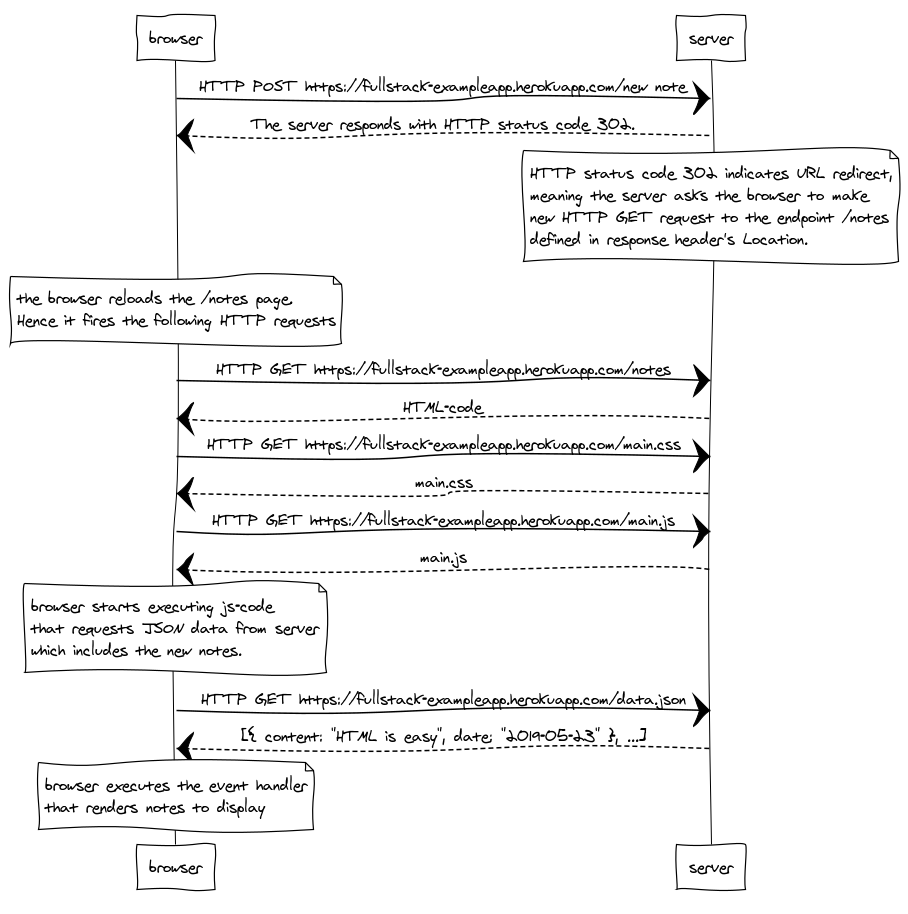 browser
server
HTTP POST https://fullstack-exampleapp.herokuapp.com/new note
The server responds with HTTP status code 302.
HTTP status code 302 indicates URL redirect,
meaning the server asks the browser to make
new HTTP GET request to the endpoint /notes
defined in response header's Location.
the browser reloads the /notes page.
Hence it fires the following HTTP requests
HTTP GET https://fullstack-exampleapp.herokuapp.com/notes
HTML-code
HTTP GET https://fullstack-exampleapp.herokuapp.com/main.css
main.css
HTTP GET https://fullstack-exampleapp.herokuapp.com/main.js
main.js
browser starts executing js-code
that requests JSON data from server
which includes the new notes.
HTTP GET https://fullstack-exampleapp.herokuapp.com/data.json
[{ content: "HTML is easy", date: "2019-05-23" }, ...]
browser executes the event handler
that renders notes to display
browser
server